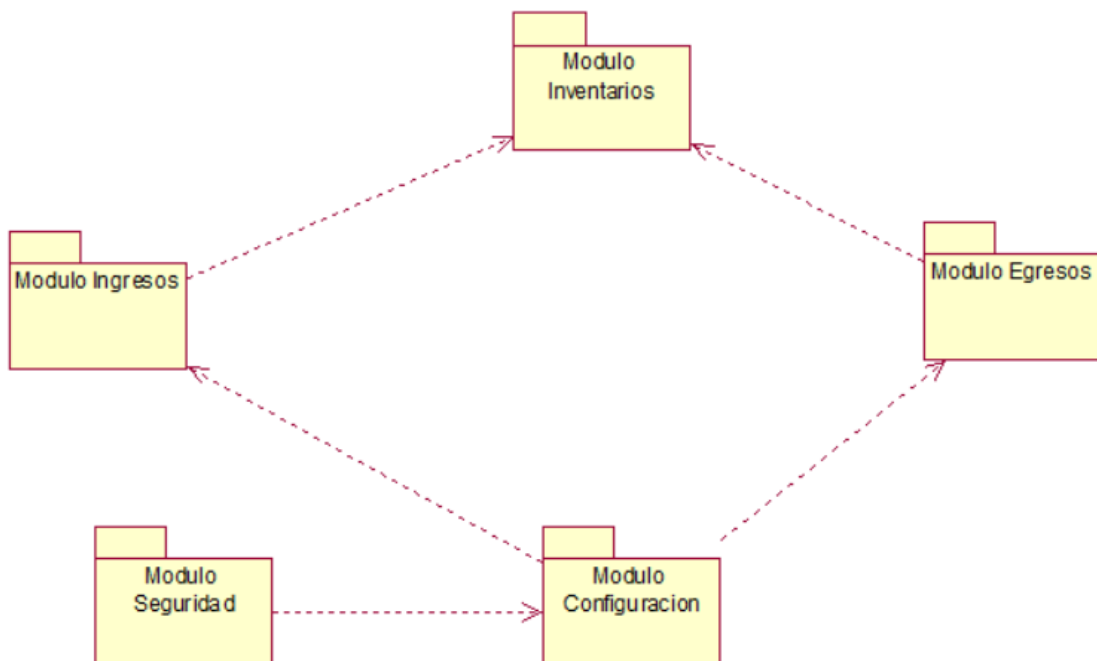 Modulo
Inventarios
Modulo Ingresos
Modulo Egresos
Modulo
Seguridad
Modulo
Configuracion